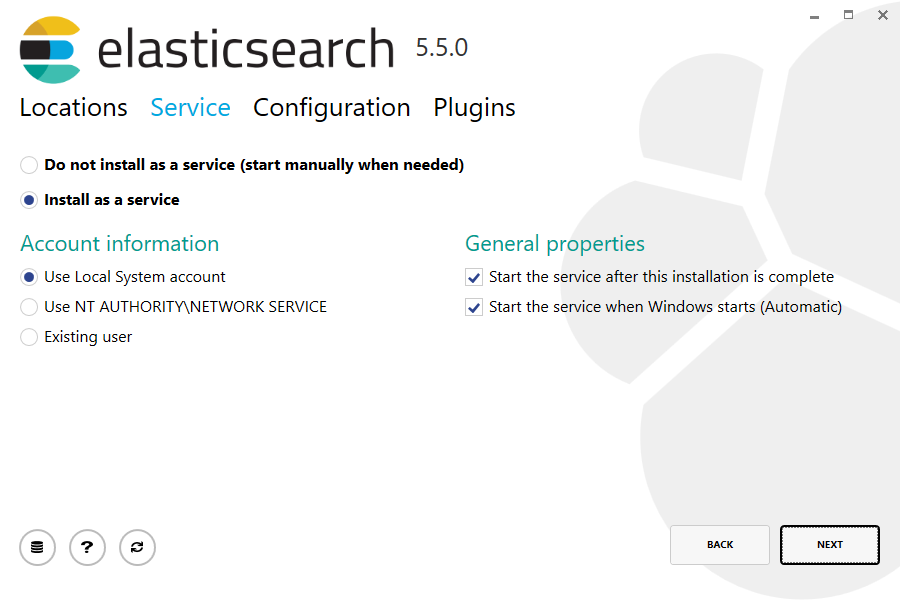 elasticsearch 5.5.0
Locations Service Configuration Plugins
Do not install as a service (start manually when needed)
Install as a service
Account information
Use Local System account
Use NT AUTHORITY\NETWORK SERVICE
Existing user
General properties
Start the service after this installation is complete
Start the service when Windows starts (Automatic)
?
BACK NEXT